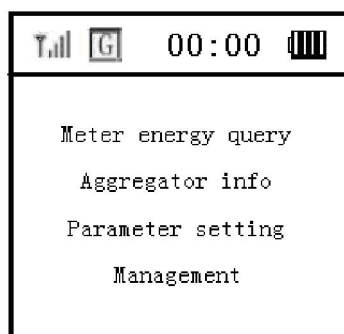 G 00:00
Meter energy query
Aggregator info
Parameter setting
Management